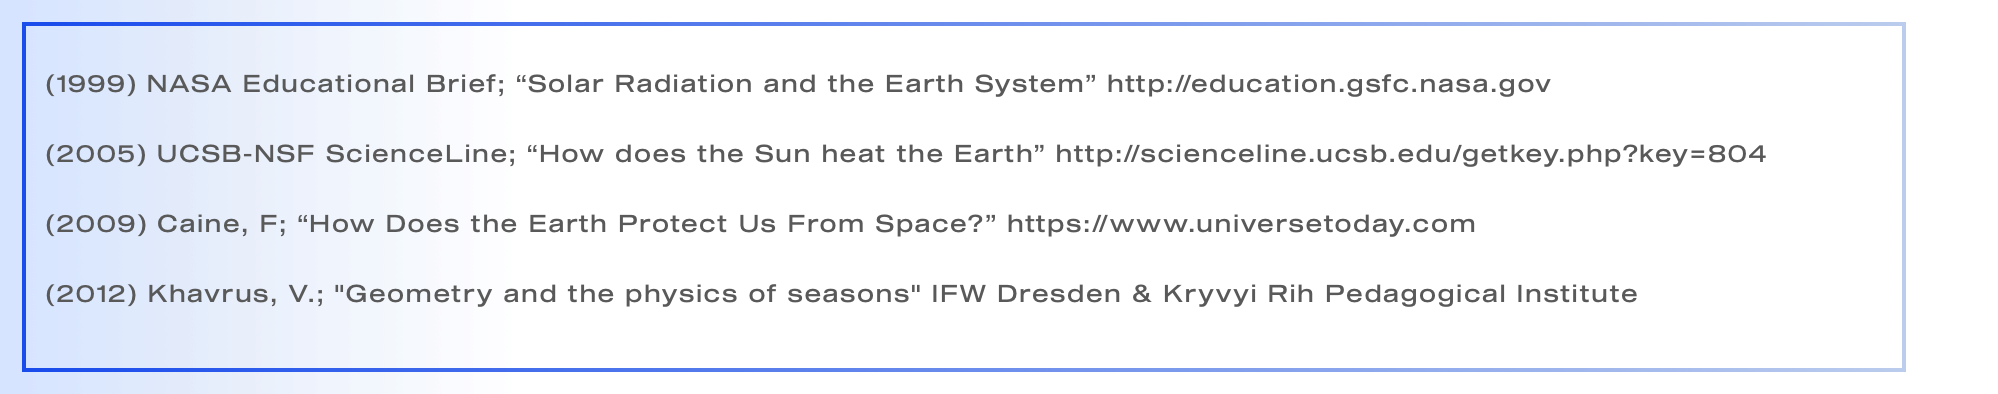 (1999) NASA Educational Brief; “Solar Radiation and the Earth System” http://education.gsfc.nasa.gov
(2005) UCSB-NSF ScienceLine; “How does the Sun heat the Earth” http://scienceline.ucsb.edu/getkey.php?key=804
(2009) Caine, F; “How Does the Earth Protect Us From Space?” https://www.universetoday.com
(2012) Khavrus, V.; "Geometry and the physics of seasons" IFW Dresden & Kryvyi Rih Pedagogical Institute